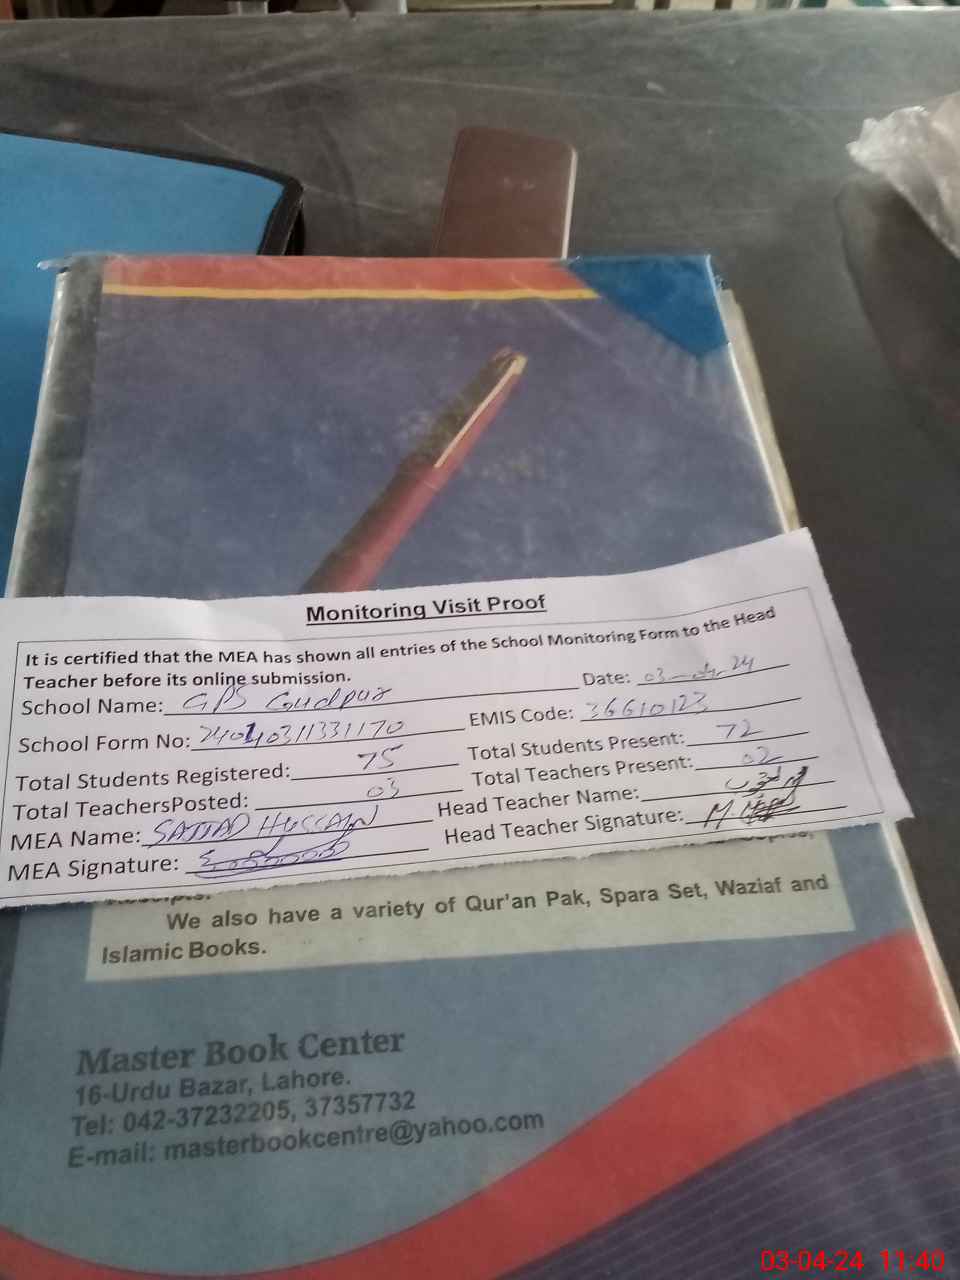 Monitoring Visit Proof
It is certified that the MEA has shown all entries of the School Monitoring Form to the Head
Teacher before its online submission.
School Name: GPS Date: 03-04-24
School Form No: 24040311331170 EMIS Code: 36610123
Total Students Registered: 75 Total Students Present: 72
Total TeachersPosted: 03 Total Teachers Present: 02
MEA Name: SAJJAD HUSSAIN Head Teacher Name:
MEA Signature: Head Teacher Signature:
We also have a variety of Qur'an Pak, Spara Set, Waziaf and
Islamic Books.
Master Book Center
16-Urdu Bazar, Lahore.
Tel: 042-37232205, 37357732
E-mail: masterbookcentre@yahoo.com
03-04-24 11:40